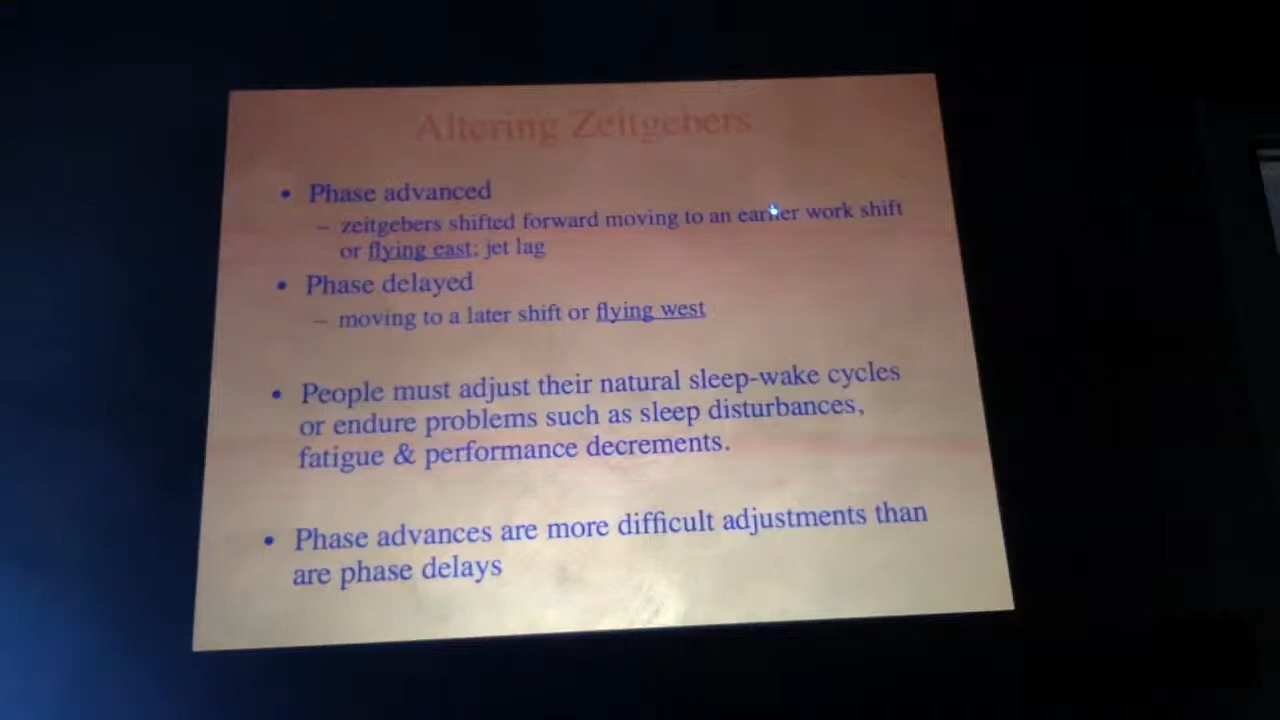 Altering Zeitgebers
• Phase advanced
– zeitgebers shifted forward moving to an earlier work shift
or flying east; jet lag
• Phase delayed
– moving to a later shift or flying west
• People must adjust their natural sleep-wake cycles
or endure problems such as sleep disturbances,
fatigue & performance decrements.
• Phase advances are more difficult adjustments than
are phase delays